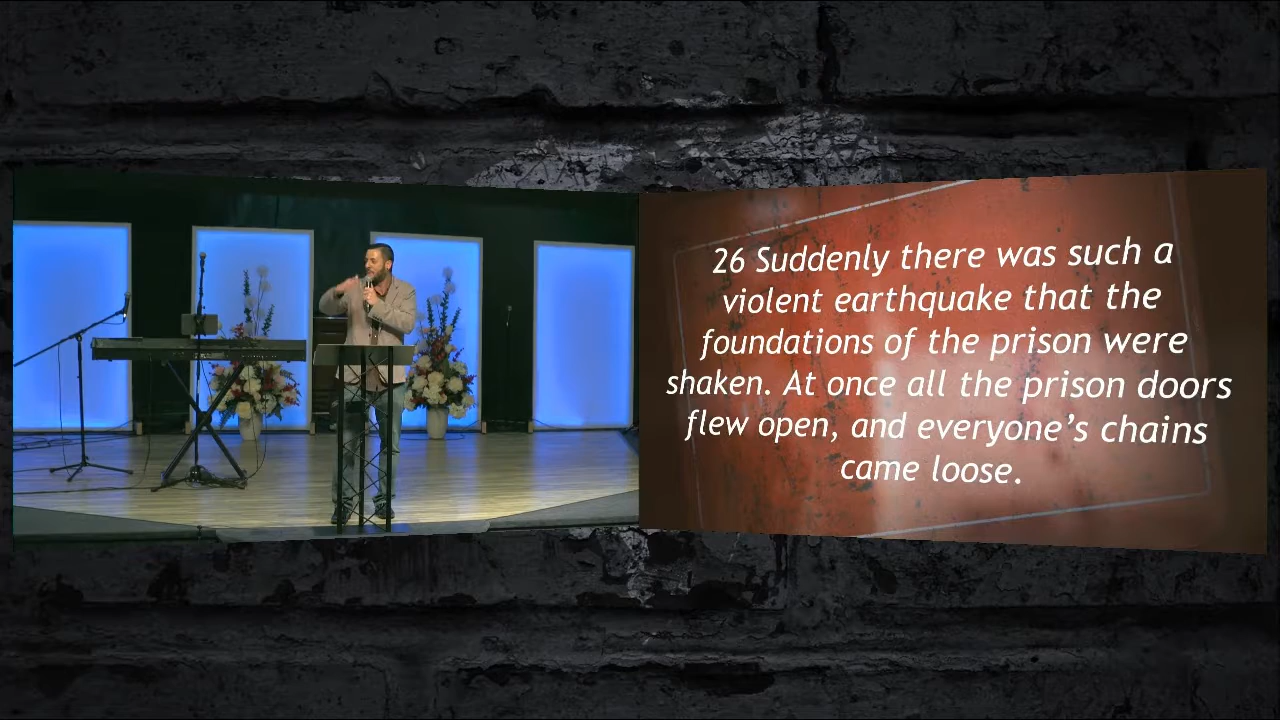 26 Suddenly there was such a
violent earthquake that the
foundations of the prison were
shaken. At once all the prison doors
flew open, and everyone’s chains
came loose.